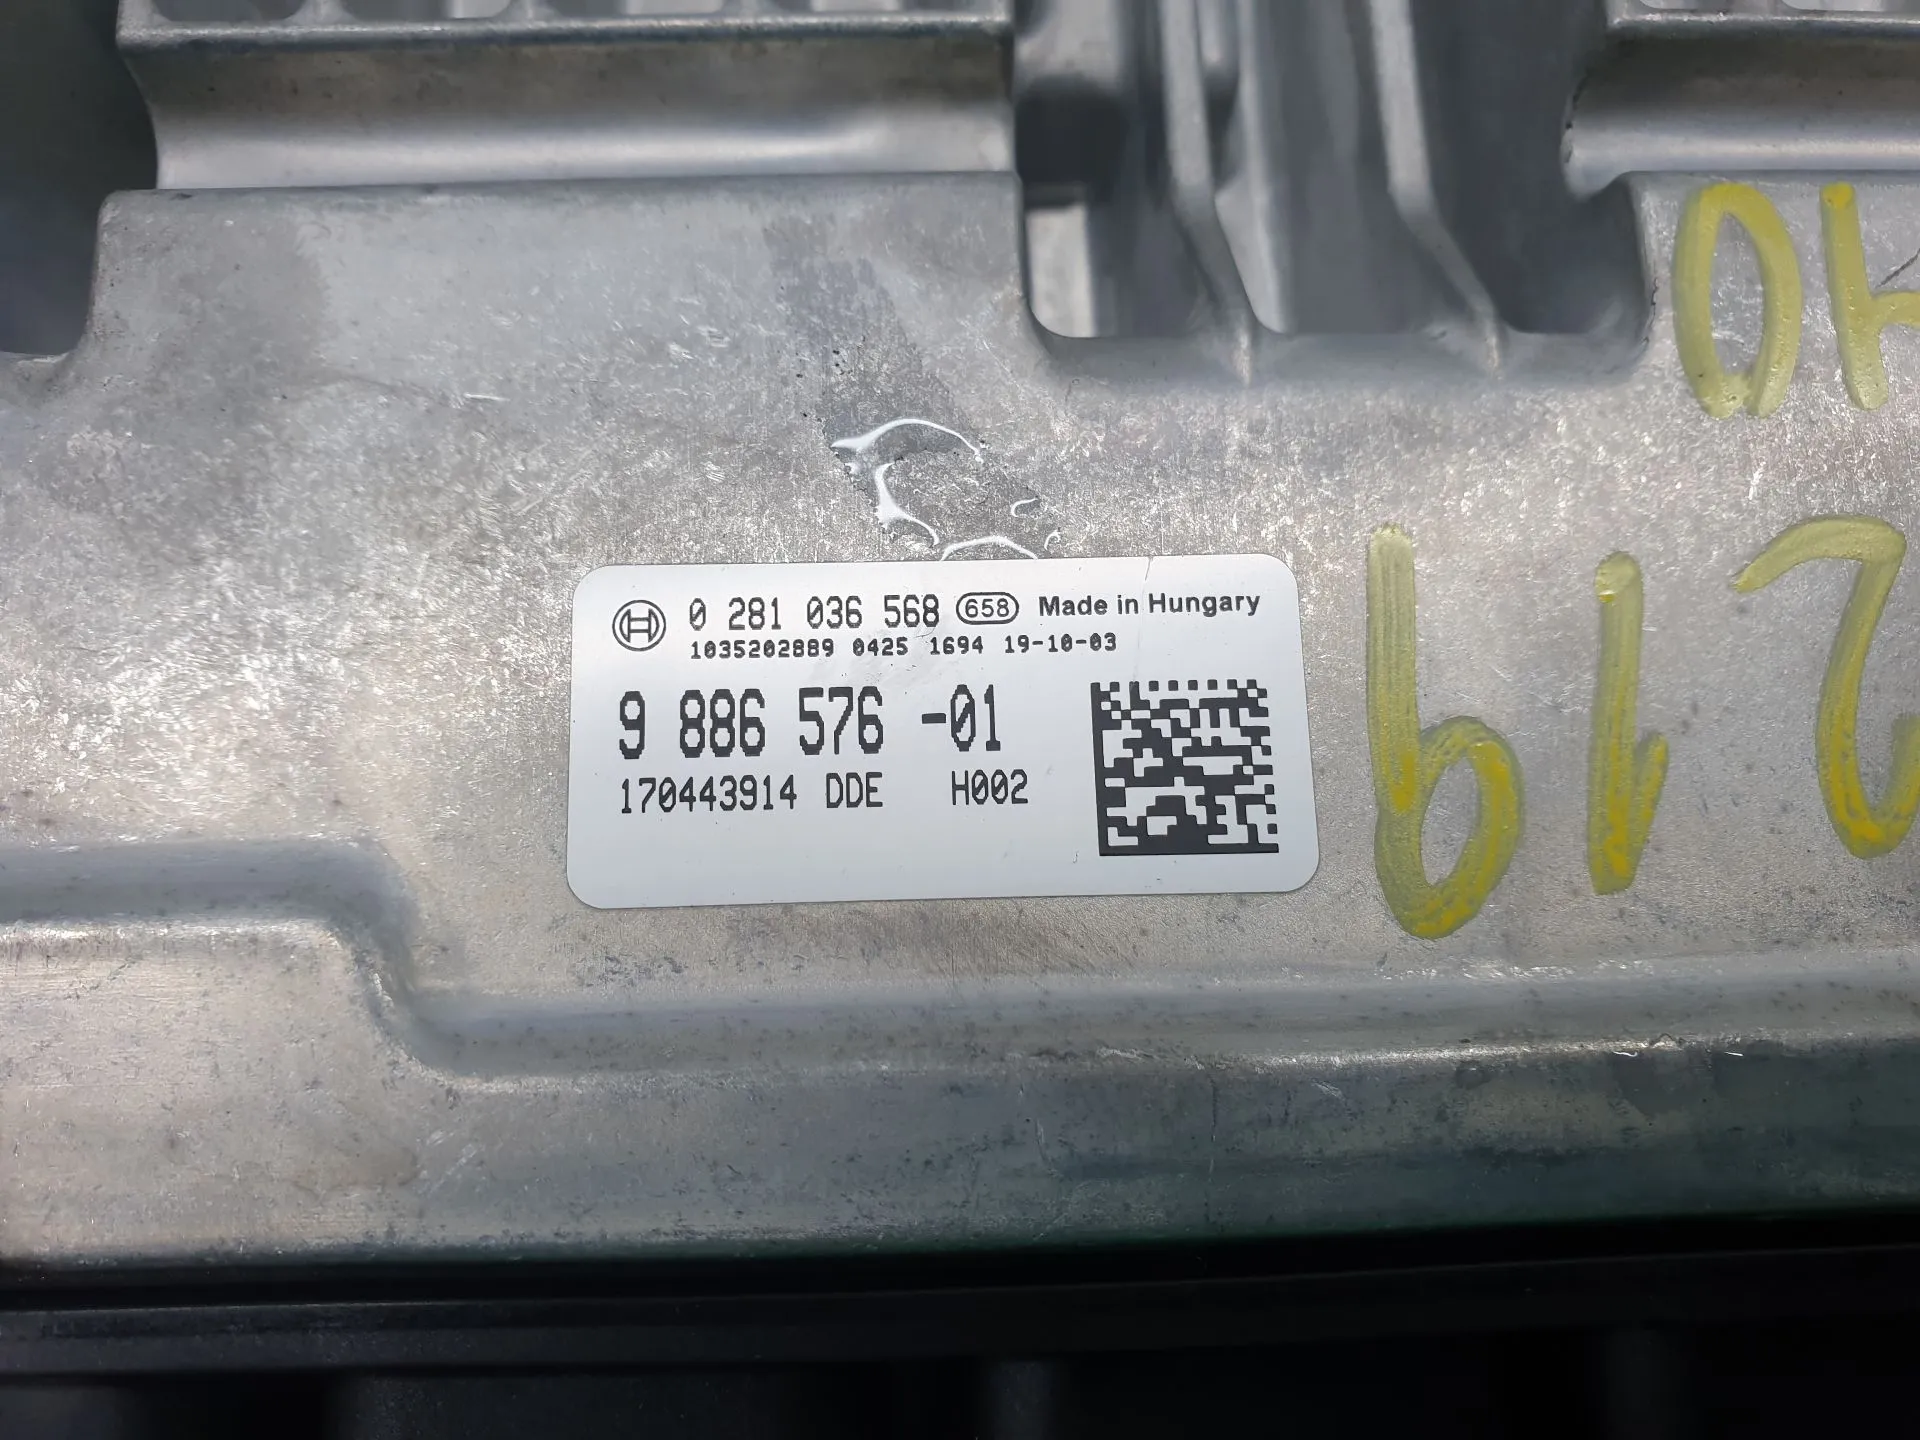 0 281 036 568 658 Made in Hungary
1035202889 0425 1694 19-10-03
9 886 576 -01
170443914 DDE H002